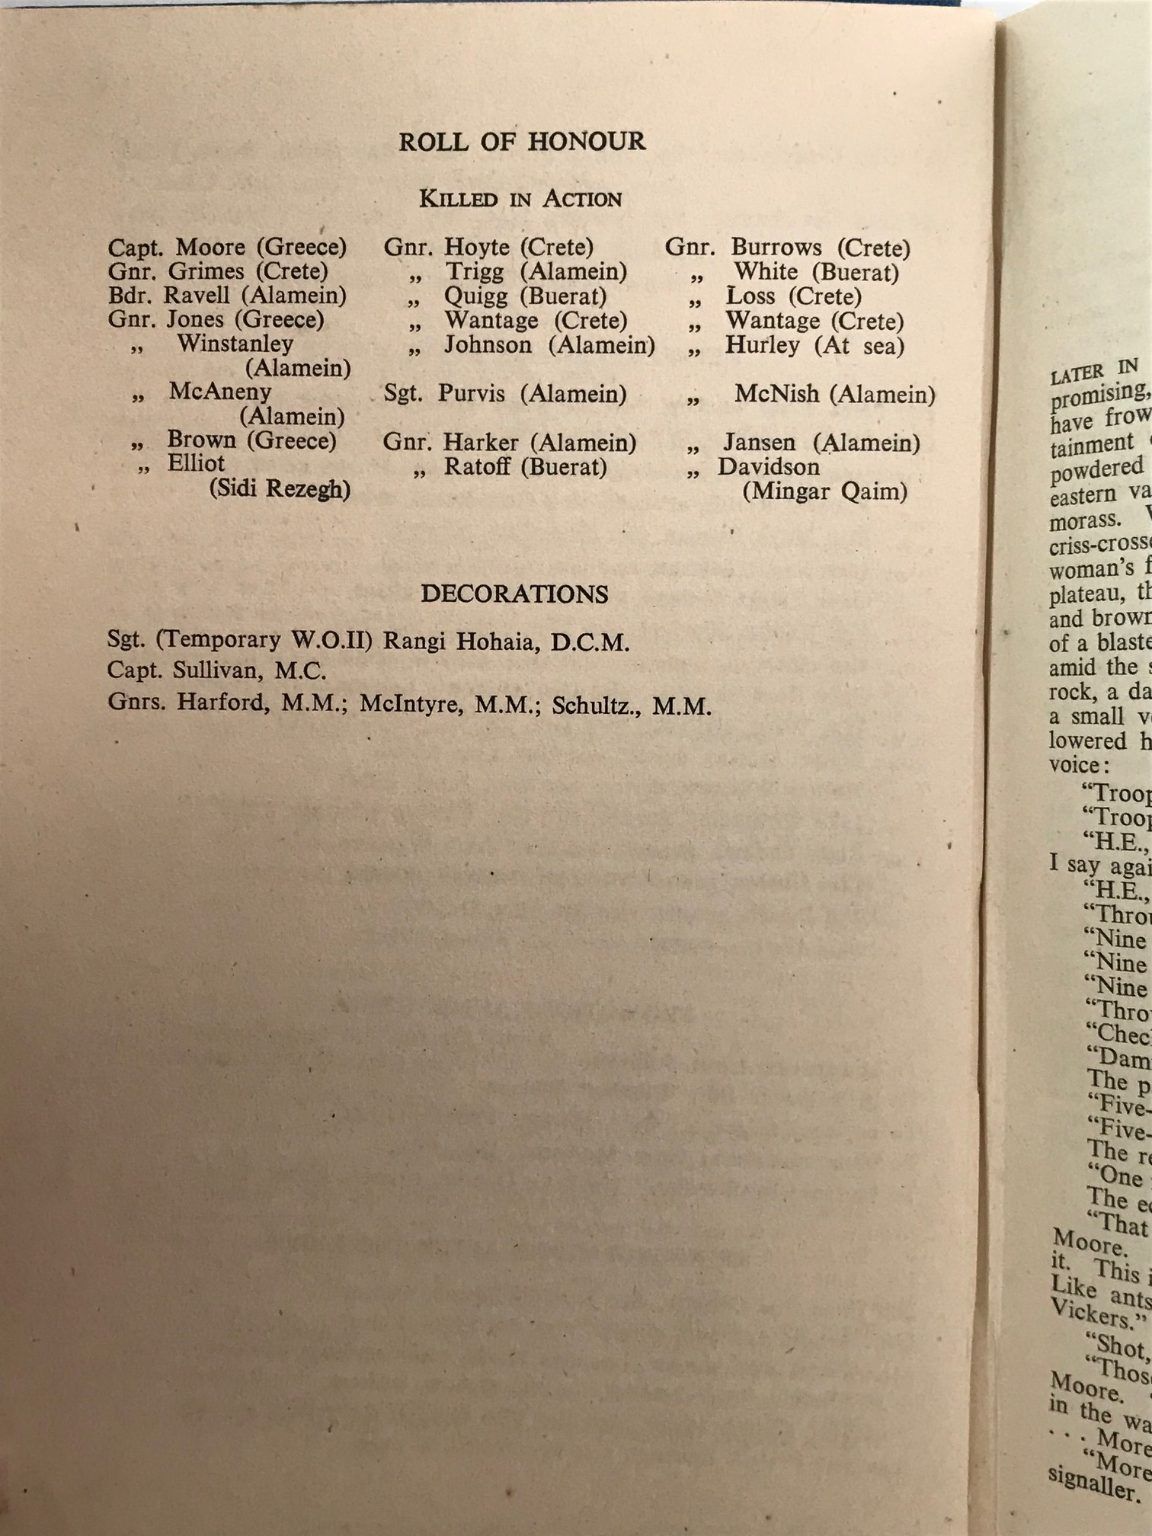 ROLL OF HONOUR
KILLED IN ACTION
Capt. Moore (Greece) Gnr. Hoyte (Crete) Gnr. Burrows (Crete)
Gnr. Grimes (Crete) „ Trigg (Alamein) „ White (Buerat)
Bdr. Ravell (Alamein) „ Quigg (Buerat) „ Loss (Crete)
Gnr. Jones (Greece) „ Wantage (Crete) „ Wantage (Crete)
„ Winstanley „ Johnson (Alamein) „ Hurley (At sea)
(Alamein)
„ McAneny Sgt. Purvis (Alamein) „ McNish (Alamein)
(Alamein)
„ Brown (Greece) Gnr. Harker (Alamein) „ Jansen (Alamein)
„ Elliot „ Ratoff (Buerat) „ Davidson
(Sidi Rezegh) (Mingar Qaim)
DECORATIONS
Sgt. (Temporary W.O.II) Rangi Hohaia, D.C.M.
Capt. Sullivan, M.C.
Gnrs. Harford, M.M.; McIntyre, M.M.; Schultz., M.M.
LATER IN
promising,
have frow
tainment
powdered
eastern va
morass.
criss-cross
woman's f
plateau, th
and brown
of a blaste
amid the s
rock, a da
a small v
lowered h
voice:
"Troop
"Troop
"H.E.,
I say agai
"H.E.,
"Throu
"Nine
"Nine
"Nine
"Thro
"Chec
"Dam
The p
"Five-
"Five-
The re
"One
The ec
"That
Moore.
it. This i
Like ants
Vickers."
"Shot,
"Those
Moore.
in the wa
. . . More
"More
signaller.